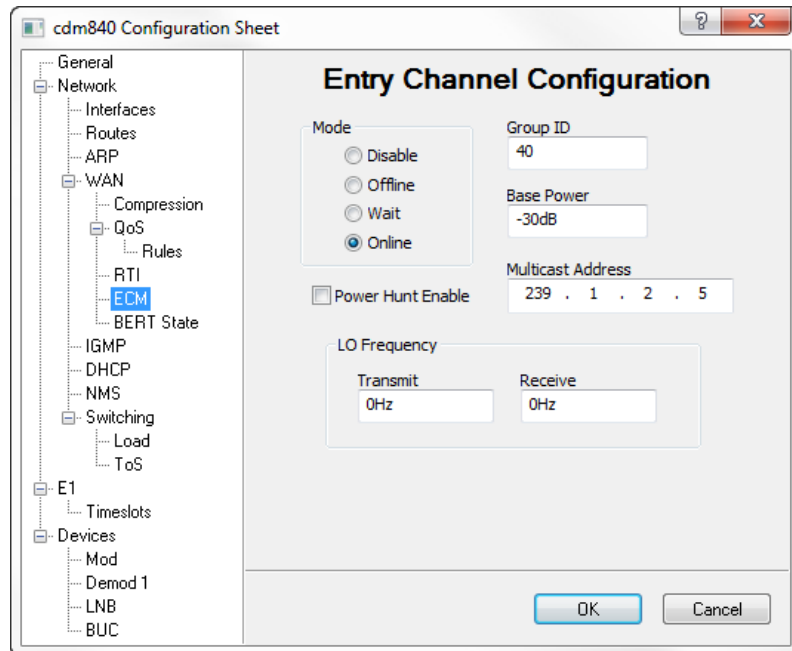 cdm840 Configuration Sheet
General
Network
Interfaces
Routes
ARP
WAN
Compression
QoS
Rules
RTI
ECM
BERT State
IGMP
DHCP
NMS
Switching
Load
ToS
E1
Timeslots
Devices
Mod
Demod 1
LNB
BUC
Entry Channel Configuration
Mode
Disable
Offline
Wait
Online
Group ID
40
Base Power
-30dB
Power Hunt Enable
Multicast Address
239 . 1 . 2 . 5
LO Frequency
Transmit Receive
0Hz 0Hz
OK Cancel